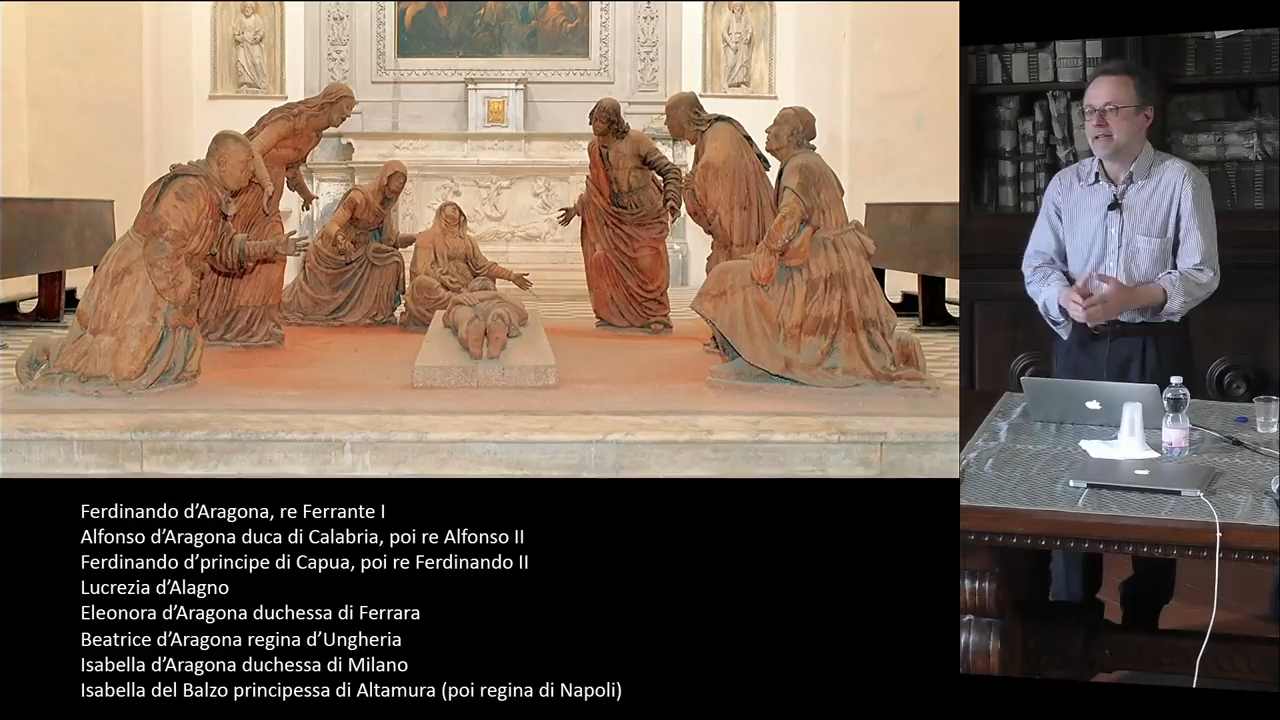 Ferdinando d’Aragona, re Ferrante I
Alfonso d’Aragona duca di Calabria, poi re Alfonso II
Ferdinando d’principe di Capua, poi re Ferdinando II
Lucrezia d’Alagno
Eleonora d’Aragona duchessa di Ferrara
Beatrice d’Aragona regina d’Ungheria
Isabella d’Aragona duchessa di Milano
Isabella del Balzo principessa di Altamura (poi regina di Napoli)